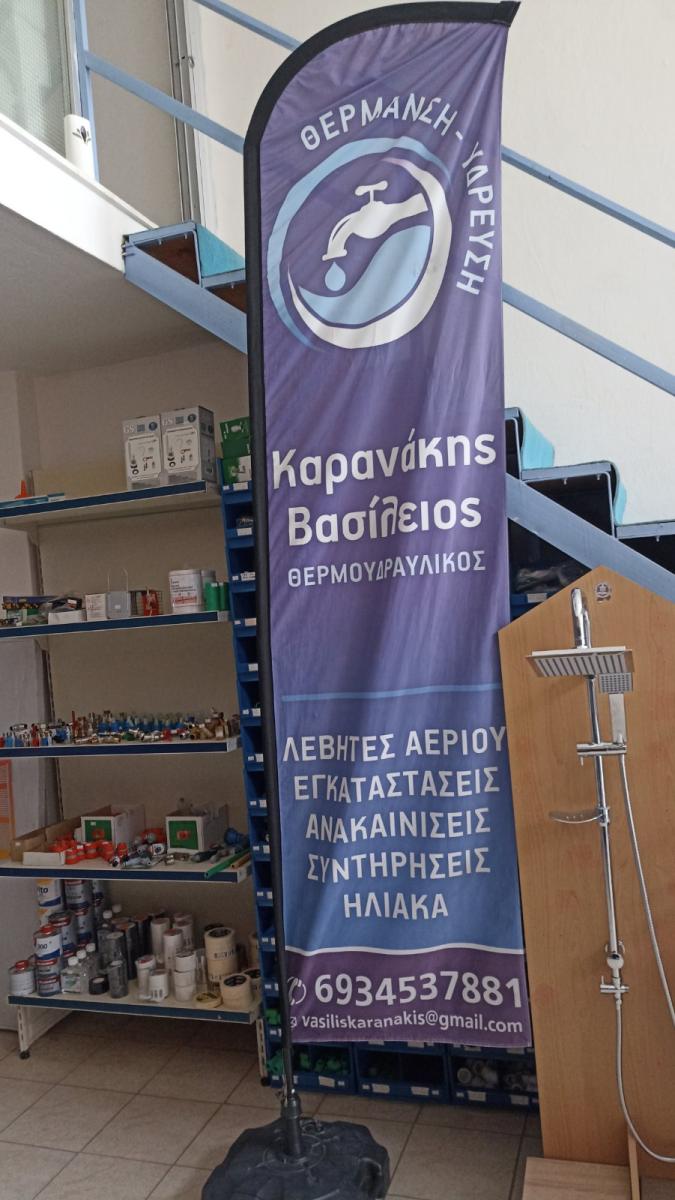 ΘΕΡΜΑΝΣΗ - ΥΔΡΕΥΣΗ
Καρανάκης
Βασίλειος
ΘΕΡΜΟΥΔΡΑΥΛΙΚΟΣ
ΛΕΒΗΤΕΣ ΑΕΡΙΟΥ
ΕΓΚΑΤΑΣΤΑΣΕΙΣ
ΑΝΑΚΑΙΝΙΣΕΙΣ
ΣΥΝΤΗΡΗΣΕΙΣ
ΗΛΙΑΚΑ
6934537881
vasiliskaranakis@gmail.com